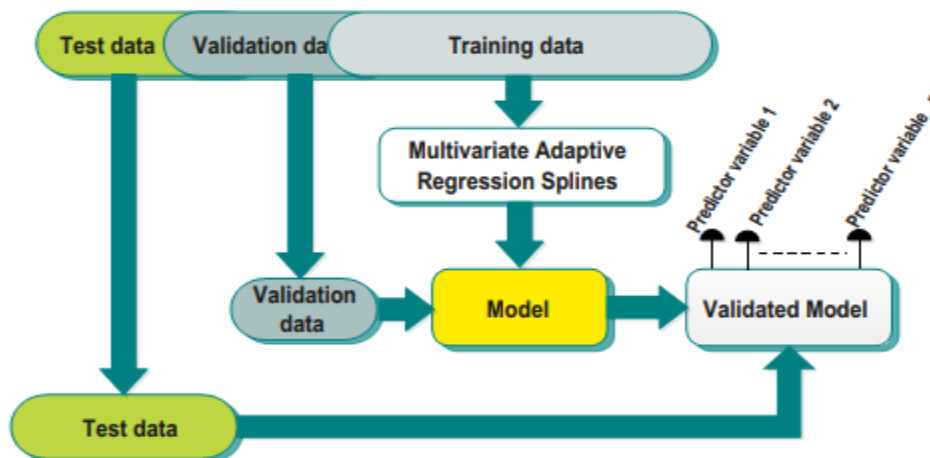 Test data
Validation da
Training data
Multivariate Adaptive
Regression Splines
Predictor variable 1
Predictor variable 2
Predictor variable
Validation
data
Model
Validated Model
Test data